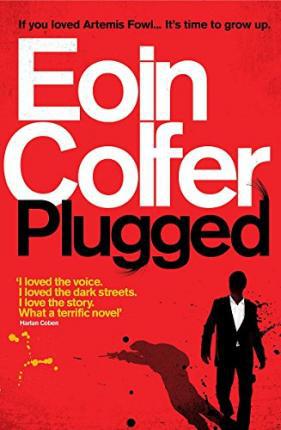 If you loved Artemis Fowl... It's time to grow up.
Eoin
Colfer
Plugged
'I loved the voice.
I loved the dark streets.
I love the story.
What a terrific novel'
Harlan Coben